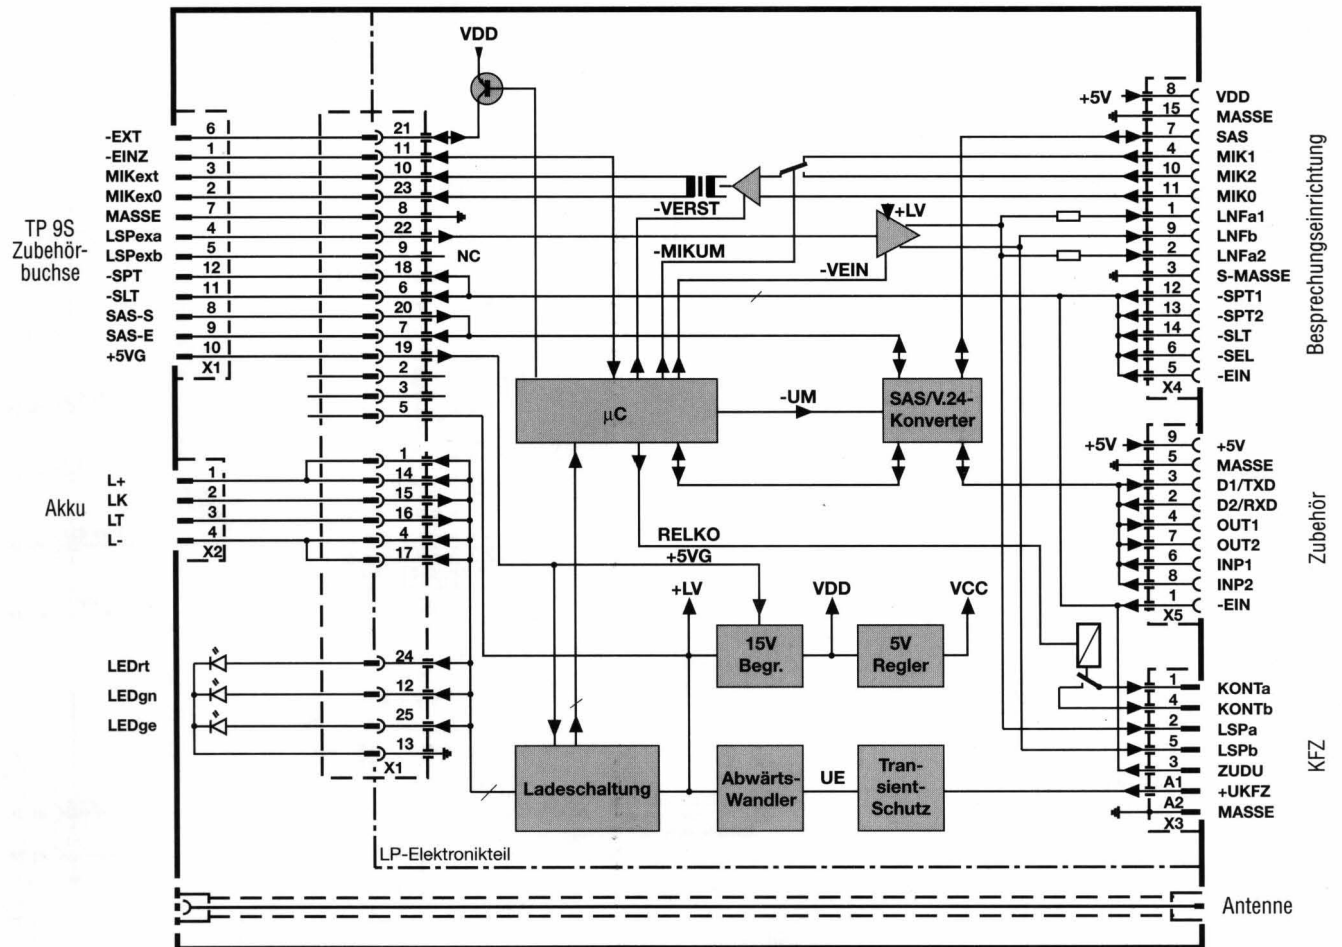 VDD
TP 9S
Zubehör-
buchse
-EXT 6 21
-EINZ 1 11
MIKext 3 10
MIKex0 2 23
MASSE 7 8
LSPexa 4 22
LSPexb 5 9 NC
-SPT 12 18
-SLT 11 6
SAS-S 8 20
SAS-E 9 7
+5VG 10 19
X1
2
3
5
-VERST
-MIKUM
-VEIN
+LV
µC
-UM
SAS/V.24-
Konverter
Besprechungseinrichtung
+5V 8 VDD
15 MASSE
7 SAS
4 MIK1
10 MIK2
11 MIK0
1 LNFa1
9 LNFb
2 LNFa2
3 S-MASSE
12 -SPT1
13 -SPT2
14 -SLT
6 -SEL
5 -EIN
X4
Akku
1
L+ 1 14
LK 2 15
LT 3 16
L- 4 4
X2 17
Zubehör
+5V 9 +5V
5 MASSE
3 D1/TXD
2 D2/RXD
4 OUT1
7 OUT2
6 INP1
8 INP2
1 -EIN
X5
RELKO
+5VG
+LV
VDD
VCC
15V
Begr.
5V
Regler
LEDrt 24
LEDgn 12
LEDge 25
13
X1
Ladeschaltung
Abwärts-
Wandler
UE
Tran-
sient-
Schutz
KFZ
1 KONTa
4 KONTb
2 LSPa
5 LSPb
3 ZUDU
A1 +UKFZ
A2 MASSE
X3
LP-Elektronikteil
Antenne